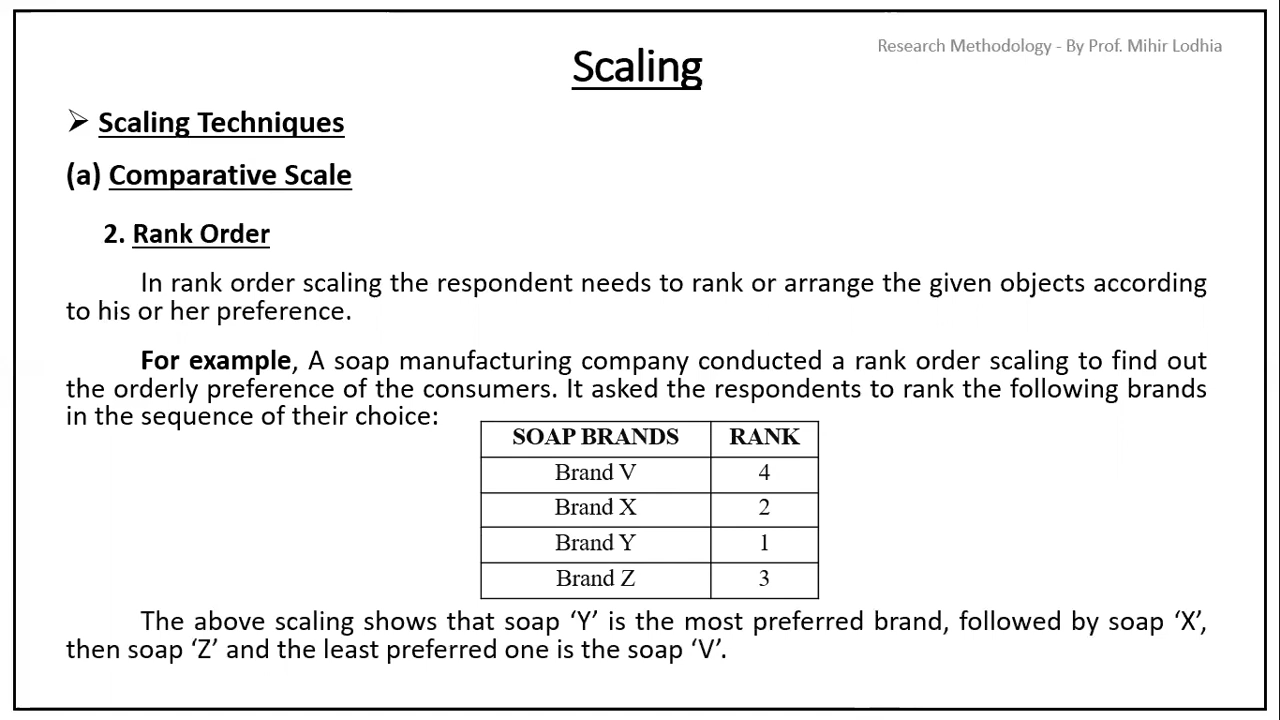 Research Methodology - By Prof. Mihir Lodhia
Scaling
➢ Scaling Techniques
(a) Comparative Scale
2. Rank Order
In rank order scaling the respondent needs to rank or arrange the given objects according
to his or her preference.
For example, A soap manufacturing company conducted a rank order scaling to find out
the orderly preference of the consumers. It asked the respondents to rank the following brands
in the sequence of their choice:
SOAP BRANDS RANK
Brand V 4
Brand X 2
Brand Y 1
Brand Z 3
The above scaling shows that soap ‘Y’ is the most preferred brand, followed by soap ‘X’,
then soap ‘Z’ and the least preferred one is the soap ‘V’.